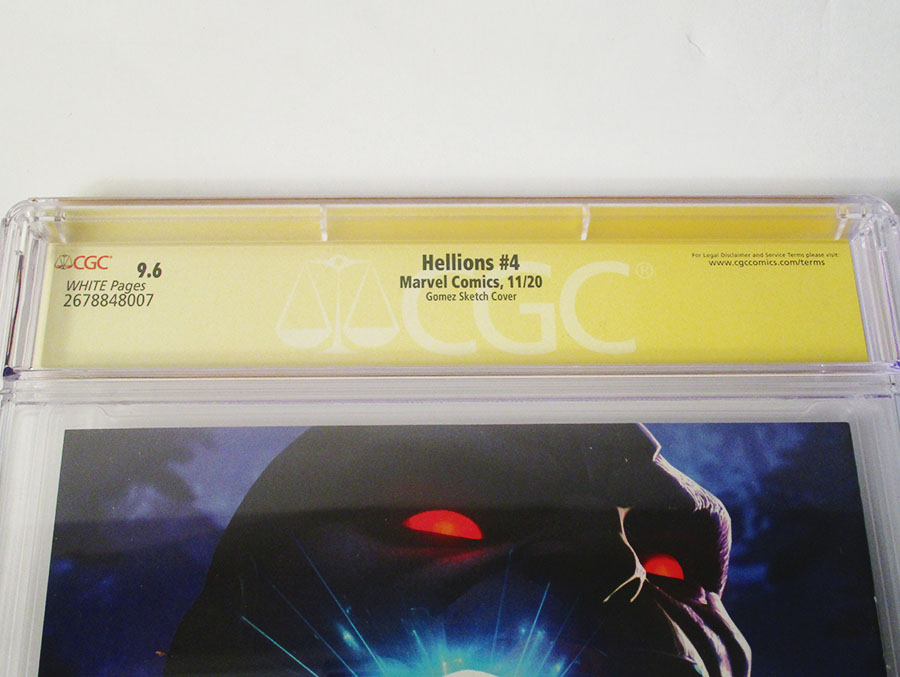 CGC 9.6
WHITE Pages
2678848007
Hellions #4
Marvel Comics, 11/20
Gomez Sketch Cover
For Legal Disclaimer and Service Terms please visit:
www.cgccomics.com/terms
CGC®